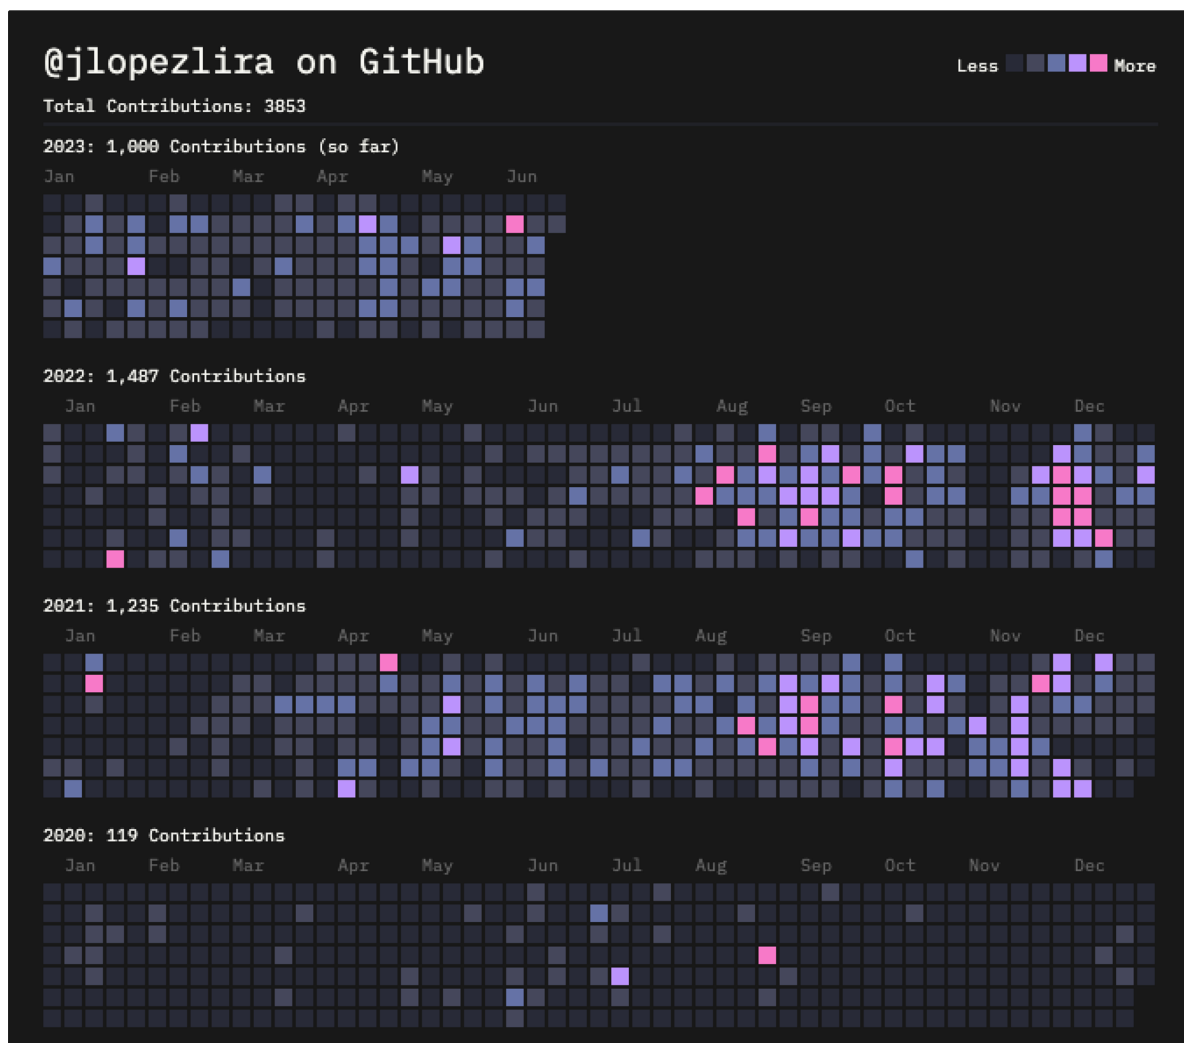 @jlopezlira on GitHub
Less More
Total Contributions: 3853
2023: 1,000 Contributions (so far)
Jan Feb Mar Apr May Jun
2022: 1,487 Contributions
Jan Feb Mar Apr May Jun Jul Aug Sep Oct Nov Dec
2021: 1,235 Contributions
Jan Feb Mar Apr May Jun Jul Aug Sep Oct Nov Dec
2020: 119 Contributions
Jan Feb Mar Apr May Jun Jul Aug Sep Oct Nov Dec